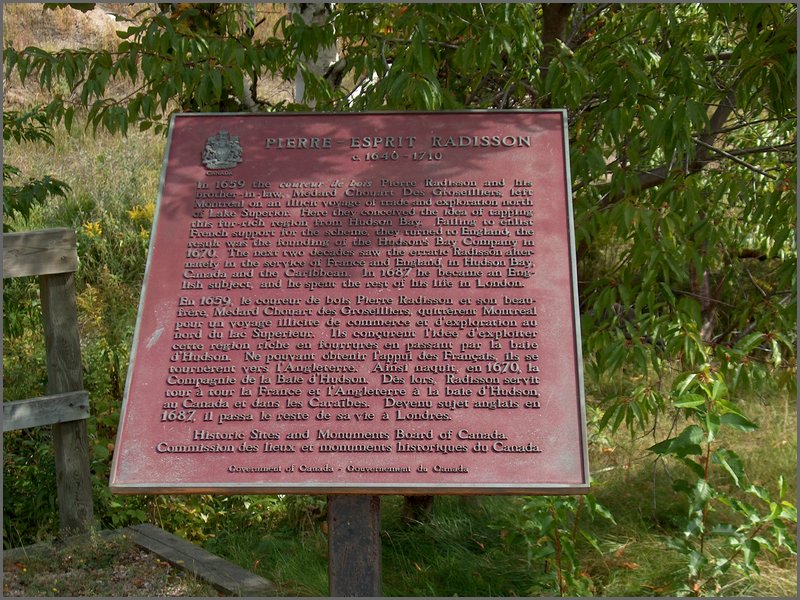 PIERRE-ESPRIT RADISSON
c. 1640 - 1710
CANADA
In 1659 the coureur de bois Pierre Radisson and his
brother-in-law, Médard Chouart Des Groseilliers, left
Montreal on an illicit voyage of trade and exploration north
of Lake Superior. Here they conceived the idea of tapping
this fur-rich region from Hudson Bay. Failing to enlist
French support for the scheme, they turned to England; the
result was the founding of the Hudson's Bay Company in
1670. The next two decades saw the erratic Radisson alter-
nately in the service of France and England, in Hudson Bay,
Canada and the Caribbean. In 1687 he became an Eng-
lish subject, and he spent the rest of his life in London.
En 1659, le coureur de bois Pierre Radisson et son beau-
frère, Médard Chouart des Groseilliers, quittèrent Montréal
pour un voyage illicite de commerce et d'exploration au
nord du lac Supérieur. Ils conçurent l'idée d'exploiter
cette région riche en fourrures en passant par la baie
d'Hudson. Ne pouvant obtenir l'appui des Français, ils se
tournèrent vers l'Angleterre. Ainsi naquit, en 1670, la
Compagnie de la Baie d'Hudson. Dès lors, Radisson servit
tour à tour la France et l'Angleterre à la baie d'Hudson,
au Canada et dans les Caraïbes. Devenu sujet anglais en
1687, il passa le reste de sa vie à Londres.
Historic Sites and Monuments Board of Canada.
Commission des lieux et monuments historiques du Canada.
Government of Canada - Gouvernement du Canada